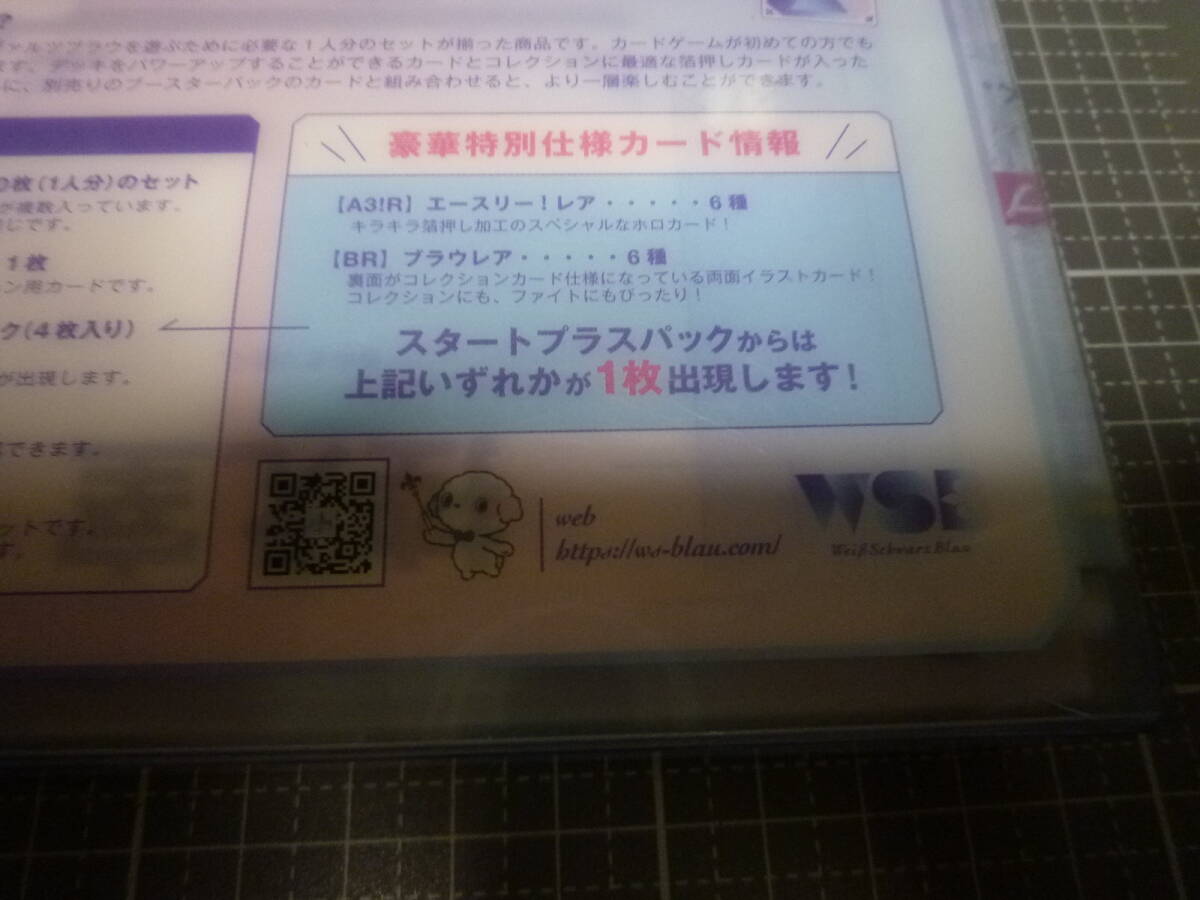 ?
ヴァルツブラウを遊ぶために必要な1人分のセットが揃った商品です。カードゲームが初めての方でも
ます、デッキをパワーアップすることができるカードとコレクションに最適な箔押しカードが入った
に、別売りのブースターパックのカードと組み合わせると、より一層楽しむことができます。
枚(1人分)のセット
が複数入っています。
じです。
1枚
ン用カードです。
ク(4枚入り)
が出現します。
できます。
ットです。
す。
豪華特別仕様カード情報
【A3!R】エースリー!レア・・・・・6種
キラキラ箔押し加工のスペシャルなホロカード!
【BR】ブラウレア・・・・・6種
裏面がコレクションカード仕様になっている両面イラストカード!
コレクションにも、ファイトにもぴったり!
スタートプラスパックからは
上記いずれかが1枚出現します!
web
https://ws-blau.com/
WSB
Weiß Schwarz Blau